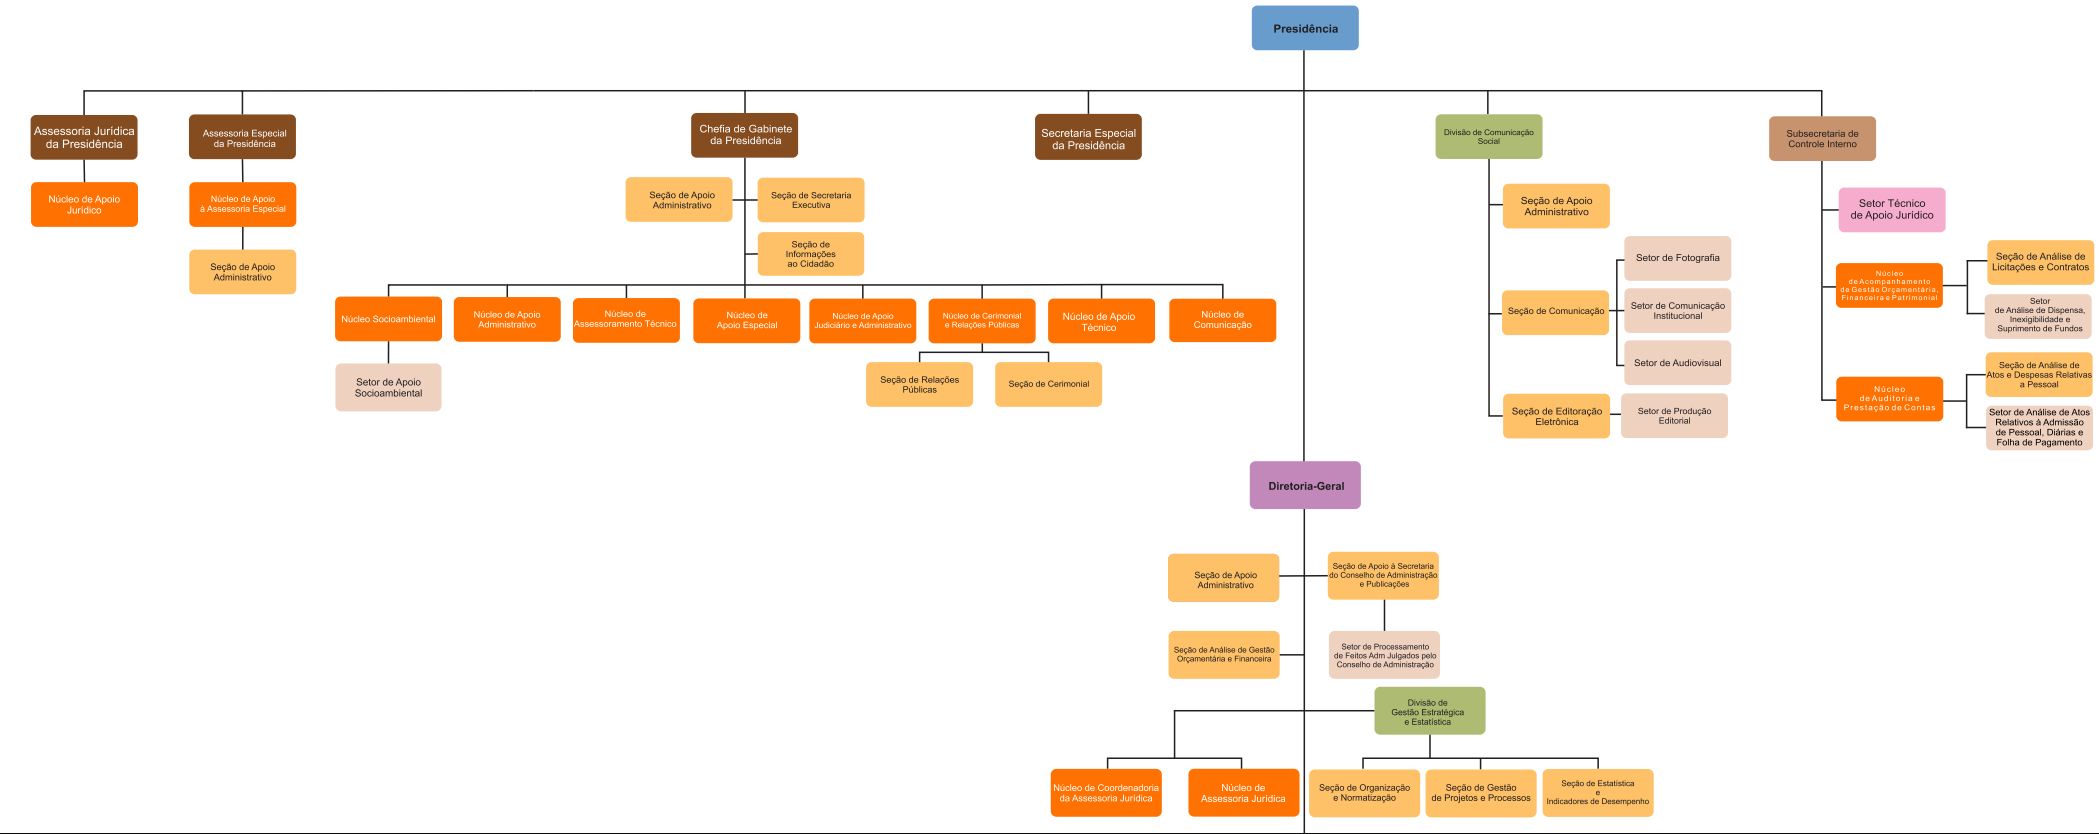 Presidência
Assessoria Jurídica
da Presidência
Assessoria Especial
da Presidência
Chefia de Gabinete
da Presidência
Secretaria Especial
da Presidência
Divisão de Comunicação
Social
Subsecretaria de
Controle Interno
Núcleo de Apoio
Jurídico
Núcleo de Apoio
à Assessoria Especial
Seção de Apoio
Administrativo
Seção de Apoio
Administrativo
Seção de Secretaria
Executiva
Seção de
Informações
ao Cidadão
Núcleo Socioambiental
Núcleo de Apoio
Administrativo
Núcleo de
Assessoramento Técnico
Núcleo de
Apoio Especial
Núcleo de Apoio
Judiciário e Administrativo
Núcleo de Cerimonial
e Relações Públicas
Núcleo de Apoio
Técnico
Núcleo de
Comunicação
Setor de Apoio
Socioambiental
Seção de Relações
Públicas
Seção de Cerimonial
Seção de Apoio
Administrativo
Seção de Comunicação
Setor de Fotografia
Setor de Comunicação
Institucional
Setor de Audiovisual
Seção de Editoração
Eletrônica
Setor de Produção
Editorial
Setor Técnico
de Apoio Jurídico
Núcleo
de Acompanhamento
de Gestão Orçamentária,
Financeira e Patrimonial
Seção de Análise de
Licitações e Contratos
Setor
de Análise de Dispensa,
Inexigibilidade e
Suprimento de Fundos
Núcleo
de Auditoria e
Prestação de Contas
Seção de Análise de
Atos e Despesas Relativas
a Pessoal
Setor de Análise de Atos
Relativos à Admissão
de Pessoal, Diárias e
Folha de Pagamento
Diretoria-Geral
Seção de Apoio
Administrativo
Seção de Apoio à Secretaria
do Conselho de Administração
e Publicações
Seção de Análise de Gestão
Orçamentária e Financeira
Setor de Processamento
de Feitos Adm Julgados pelo
Conselho de Administração
Divisão de
Gestão Estratégica
e Estatística
Núcleo de Coordenadoria
da Assessoria Jurídica
Núcleo de
Assessoria Jurídica
Seção de Organização
e Normatização
Seção de Gestão
de Projetos e Processos
Seção de Estatística
e
Indicadores de Desempenho